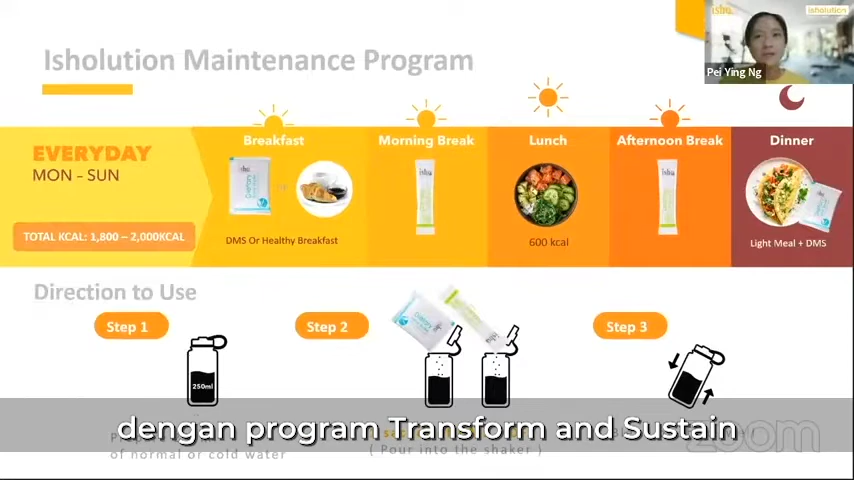 isho.
isholution
Pei Ying Ng
Isholution Maintenance Program
EVERYDAY
MON – SUN
TOTAL KCAL: 1,800 – 2,000KCAL
Breakfast
Morning Break
Lunch
Afternoon Break
Dinner
isha
isha
DMS Or Healthy Breakfast
600 kcal
Light Meal + DMS
Direction to Use
Step 1
Step 2
Step 3
250ml
dengan program Transform and Sustain
of normal or cold water
( Pour into the shaker )
zoom